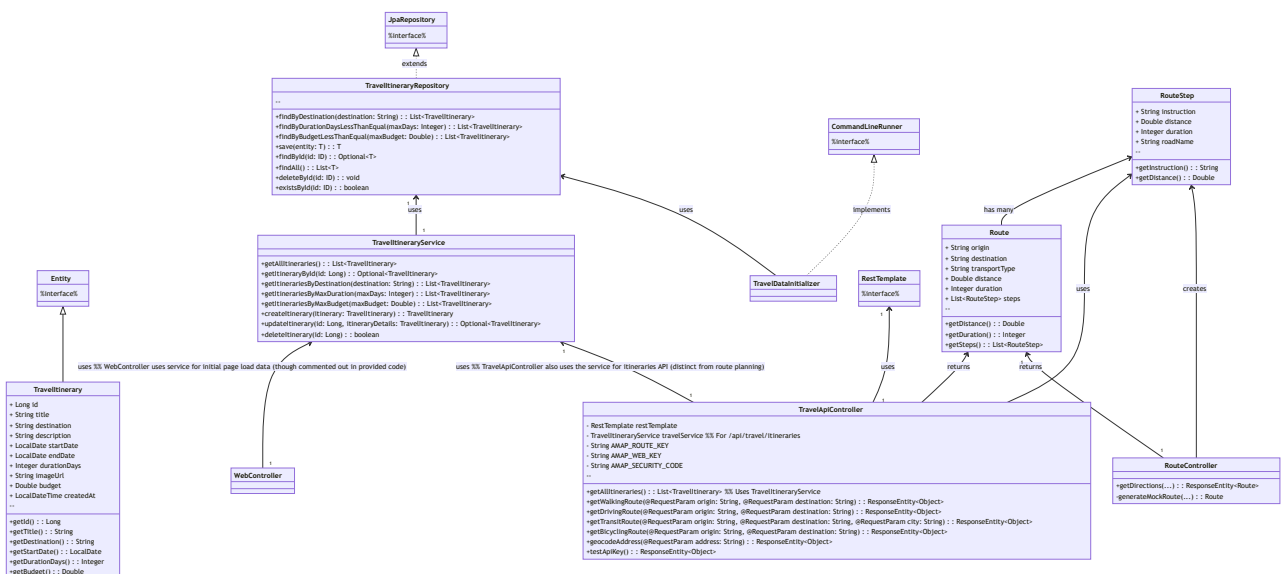 JpaRepository
%interface%
extends
TravelItineraryRepository
--
+findByDestination(destination: String) : : List<TravelItinerary>
+findByDurationDaysLessThanEqual(maxDays: Integer) : : List<TravelItinerary>
+findByBudgetLessThanEqual(maxBudget: Double) : : List<TravelItinerary>
+save(entity: T) : : T
+findById(id: ID) : : Optional<T>
+findAll() : : List<T>
+deleteById(id: ID) : : void
+existsById(id: ID) : : boolean
CommandLineRunner
%interface%
implements
RouteStep
+ String instruction
+ Double distance
+ Integer duration
+ String roadName
--
+getInstruction() : : String
+getDistance() : : Double
1
uses
1
uses
has many
TravelItineraryService
+getAllItineraries() : : List<TravelItinerary>
+getItineraryById(id: Long) : : Optional<TravelItinerary>
+getItinerariesByDestination(destination: String) : : List<TravelItinerary>
+getItinerariesByMaxDuration(maxDays: Integer) : : List<TravelItinerary>
+getItinerariesByMaxBudget(maxBudget: Double) : : List<TravelItinerary>
+createItinerary(itinerary: TravelItinerary) : : TravelItinerary
+updateItinerary(id: Long, itineraryDetails: TravelItinerary) : : Optional<TravelItinerary>
+deleteItinerary(id: Long) : : boolean
Entity
%interface%
TravelDataInitializer
RestTemplate
%interface%
Route
+ String origin
+ String destination
+ String transportType
+ Double distance
+ Integer duration
+ List<RouteStep> steps
--
+getDistance() : : Double
+getDuration() : : Integer
+getSteps() : : List<RouteStep>
uses
creates
1
1
1
uses %% WebController uses service for initial page load data (though commented out in provided code)
uses %% TravelApiController also uses the service for itineraries API (distinct from route planning)
uses
returns
1
returns
TravelItinerary
+ Long id
+ String title
+ String destination
+ String description
+ LocalDate startDate
+ LocalDate endDate
+ Integer durationDays
+ String imageUrl
+ Double budget
+ LocalDateTime createdAt
--
+getId() : : Long
+getTitle() : : String
+getDestination() : : String
+getStartDate() : : LocalDate
+getDurationDays() : : Integer
+getBudget() : : Double
1
WebController
1
1
TravelApiController
- RestTemplate restTemplate
- TravelItineraryService travelService %% For /api/travel/itineraries
- String AMAP_ROUTE_KEY
- String AMAP_WEB_KEY
- String AMAP_SECURITY_CODE
--
+getAllItineraries() : : List<TravelItinerary> %% Uses TravelItineraryService
+getWalkingRoute(@RequestParam origin: String, @RequestParam destination: String) : : ResponseEntity<Object>
+getDrivingRoute(@RequestParam origin: String, @RequestParam destination: String) : : ResponseEntity<Object>
+getTransitRoute(@RequestParam origin: String, @RequestParam destination: String, @RequestParam city: String) : : ResponseEntity<Object>
+getBicyclingRoute(@RequestParam origin: String, @RequestParam destination: String) : : ResponseEntity<Object>
+geocodeAddress(@RequestParam address: String) : : ResponseEntity<Object>
+testApiKey() : : ResponseEntity<Object>
1
RouteController
+getDirections(...) : : ResponseEntity<Route>
-generateMockRoute(...) : : Route